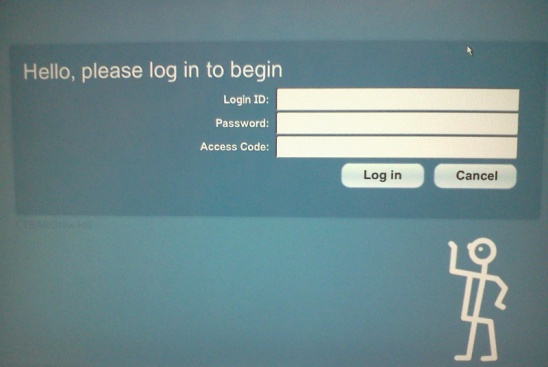 Hello, please log in to begin
Login ID:
Password:
Access Code:
Log in Cancel